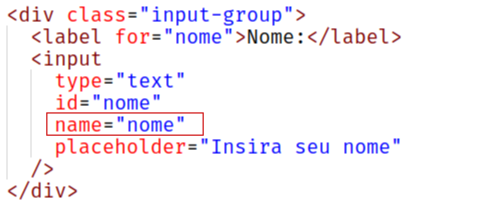 <div class="input-group">
<label for="nome">Nome:</label>
<input
type="text"
id="nome"
name="nome"
placeholder="Insira seu nome"
/>
</div>